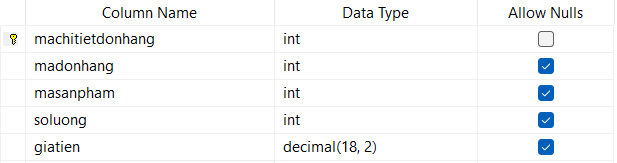 Column Name Data Type Allow Nulls
machitietdonhang int
madonhang int
masanpham int
soluong int
giatien decimal(18, 2)